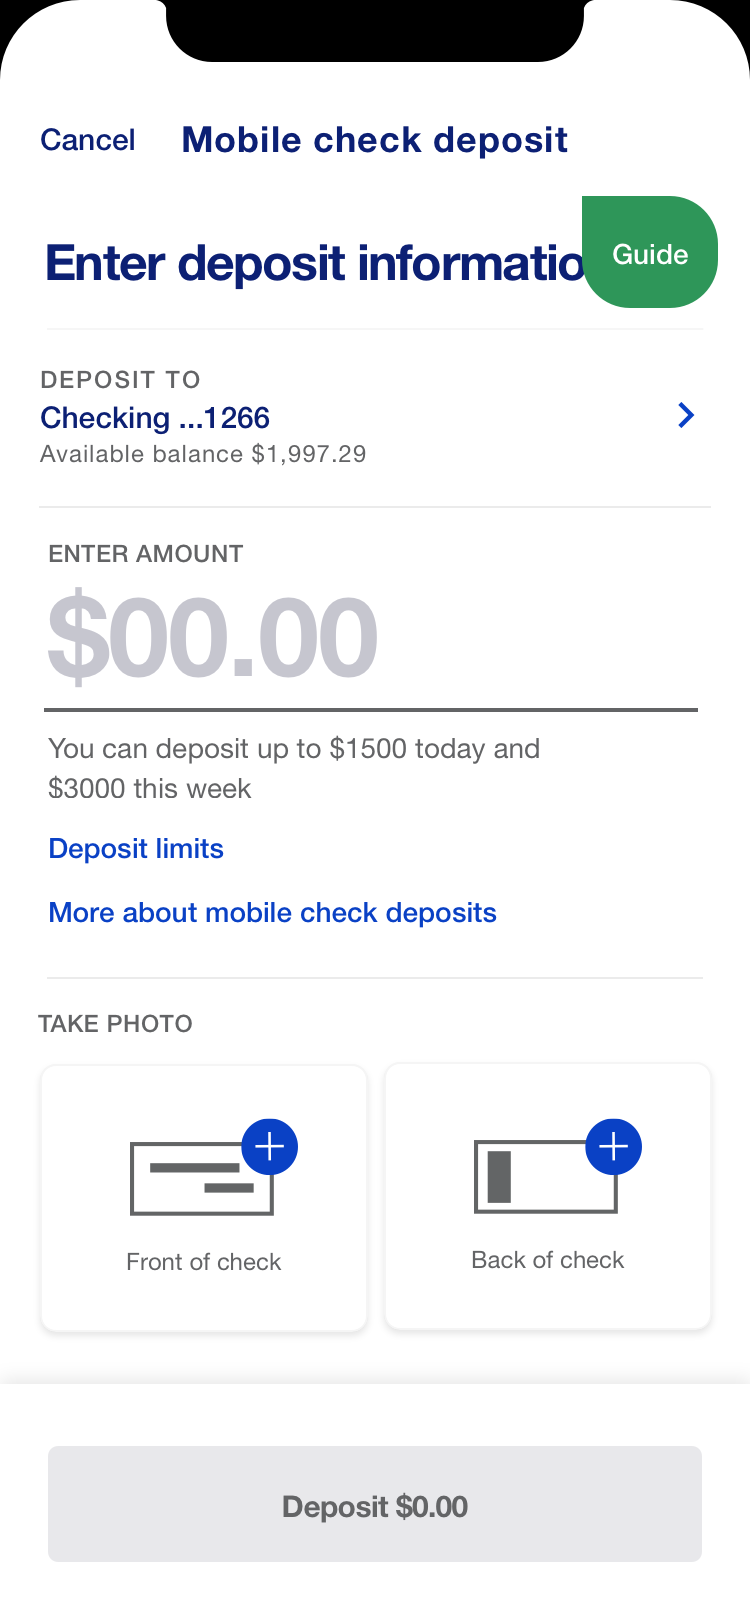 Cancel
Mobile check deposit
Enter deposit informatio
Guide
DEPOSIT TO
Checking ...1266
Available balance $1,997.29
ENTER AMOUNT
$00.00
You can deposit up to $1500 today and
$3000 this week
Deposit limits
More about mobile check deposits
TAKE PHOTO
Front of check
Back of check
Deposit $0.00